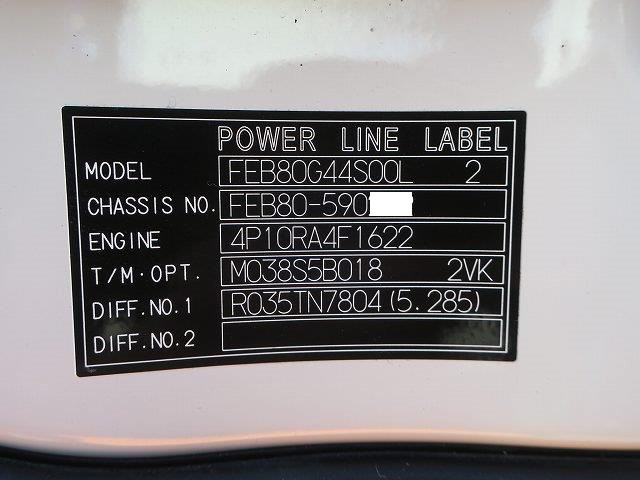 POWER LINE LABEL
MODEL FEB80G44S00L 2
CHASSIS NO. FEB80-590
ENGINE 4P10RA4F1622
T/M·OPT. M038S5B018 2VK
DIFF.NO.1 R035TN7804(5.285)
DIFF.NO.2